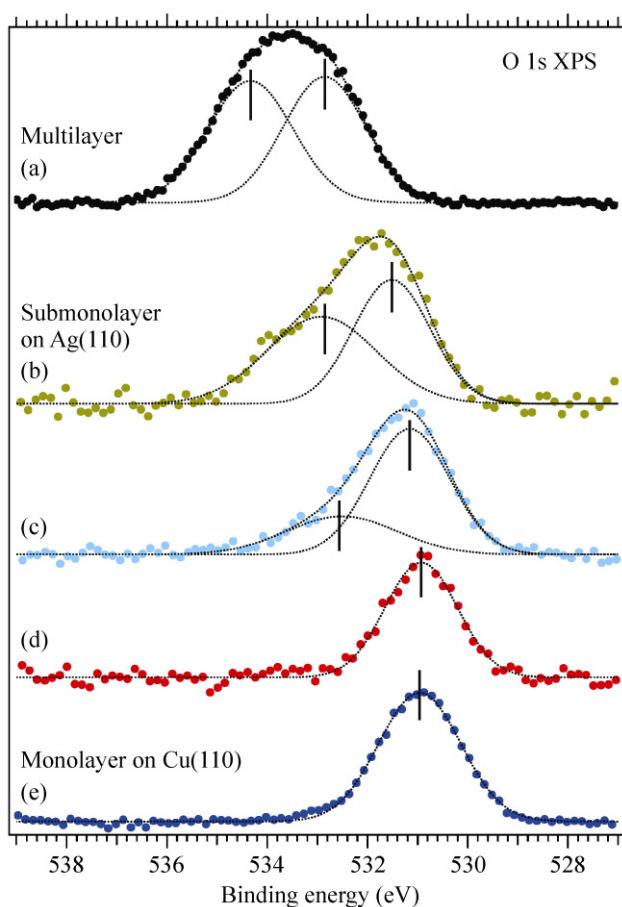 O 1s XPS
Multilayer
(a)
Submonolayer
on Ag(110)
(b)
(c)
(d)
Monolayer on Cu(110)
(e)
538 536 534 532 530 528
Binding energy (eV)